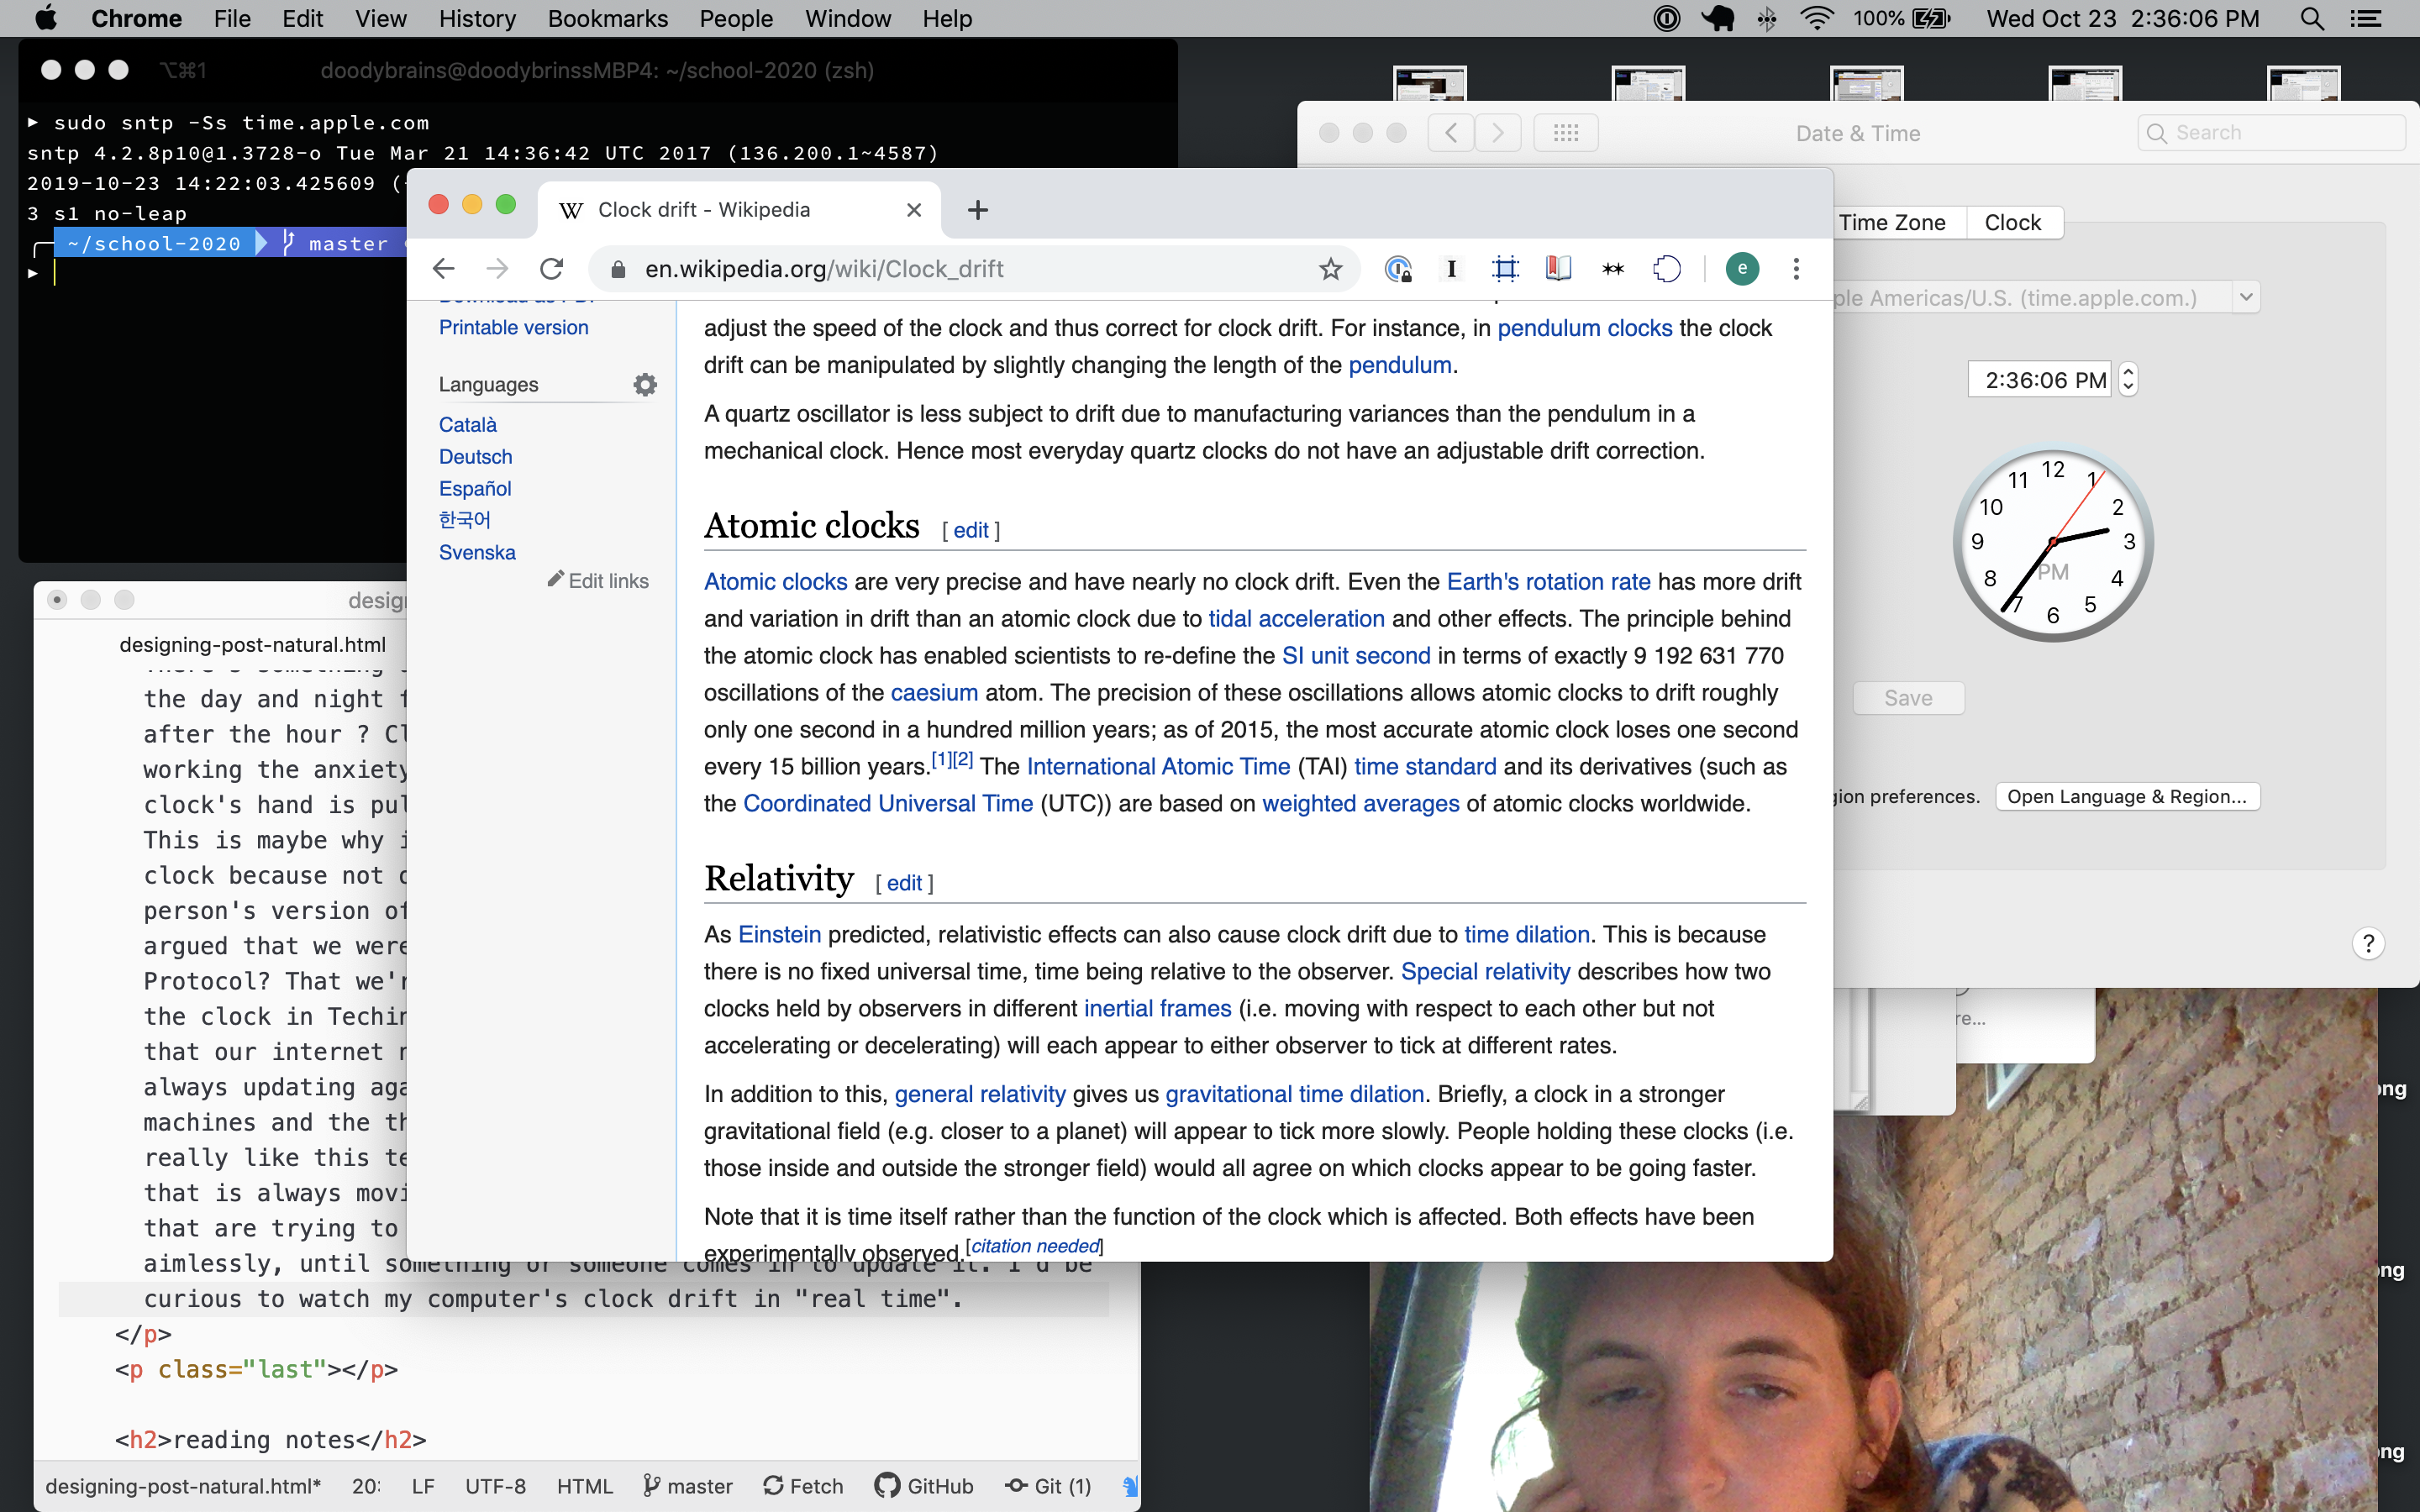 Chrome File Edit View History Bookmarks People Window Help
100% Wed Oct 23 2:36:06 PM
⌥⌘1 doodybrains@doodybrinssMBP4: ~/school-2020 (zsh)
▸ sudo sntp -Ss time.apple.com
sntp 4.2.8p10@1.3728-o Tue Mar 21 14:36:42 UTC 2017 (136.200.1~4587)
2019-10-23 14:22:03.425609 (
3 s1 no-leap
~/school-2020 master
Date & Time
Search
Time Zone Clock
ple Americas/U.S. (time.apple.com.)
2:36:06 PM
12
11 1
10 2
9 3
8 4
7 5
6
PM
Save
gion preferences. Open Language & Region...
?
re...
Clock drift - Wikipedia
en.wikipedia.org/wiki/Clock_drift
e
Printable version
Languages
Català
Deutsch
Español
한국어
Svenska
Edit links
adjust the speed of the clock and thus correct for clock drift. For instance, in pendulum clocks the clock
drift can be manipulated by slightly changing the length of the pendulum.
A quartz oscillator is less subject to drift due to manufacturing variances than the pendulum in a
mechanical clock. Hence most everyday quartz clocks do not have an adjustable drift correction.
Atomic clocks [ edit ]
Atomic clocks are very precise and have nearly no clock drift. Even the Earth's rotation rate has more drift
and variation in drift than an atomic clock due to tidal acceleration and other effects. The principle behind
the atomic clock has enabled scientists to re-define the SI unit second in terms of exactly 9 192 631 770
oscillations of the caesium atom. The precision of these oscillations allows atomic clocks to drift roughly
only one second in a hundred million years; as of 2015, the most accurate atomic clock loses one second
every 15 billion years.[1][2] The International Atomic Time (TAI) time standard and its derivatives (such as
the Coordinated Universal Time (UTC)) are based on weighted averages of atomic clocks worldwide.
Relativity [ edit ]
As Einstein predicted, relativistic effects can also cause clock drift due to time dilation. This is because
there is no fixed universal time, time being relative to the observer. Special relativity describes how two
clocks held by observers in different inertial frames (i.e. moving with respect to each other but not
accelerating or decelerating) will each appear to either observer to tick at different rates.
In addition to this, general relativity gives us gravitational time dilation. Briefly, a clock in a stronger
gravitational field (e.g. closer to a planet) will appear to tick more slowly. People holding these clocks (i.e.
those inside and outside the stronger field) would all agree on which clocks appear to be going faster.
Note that it is time itself rather than the function of the clock which is affected. Both effects have been
experimentally observed.[citation needed]
desig
designing-post-natural.html
There's something
the day and night f
after the hour ? Cl
working the anxiety
clock's hand is pul
This is maybe why i
clock because not o
person's version of
argued that we were
Protocol? That we'r
the clock in Techin
that our internet n
always updating aga
machines and the th
really like this te
that is always movi
that are trying to
aimlessly, until something or someone comes in to update it. I'd be
curious to watch my computer's clock drift in "real time".
</p>
<p class="last"></p>
<h2>reading notes</h2>
designing-post-natural.html* 20: LF UTF-8 HTML master Fetch GitHub Git (1)
ong
ng
ng